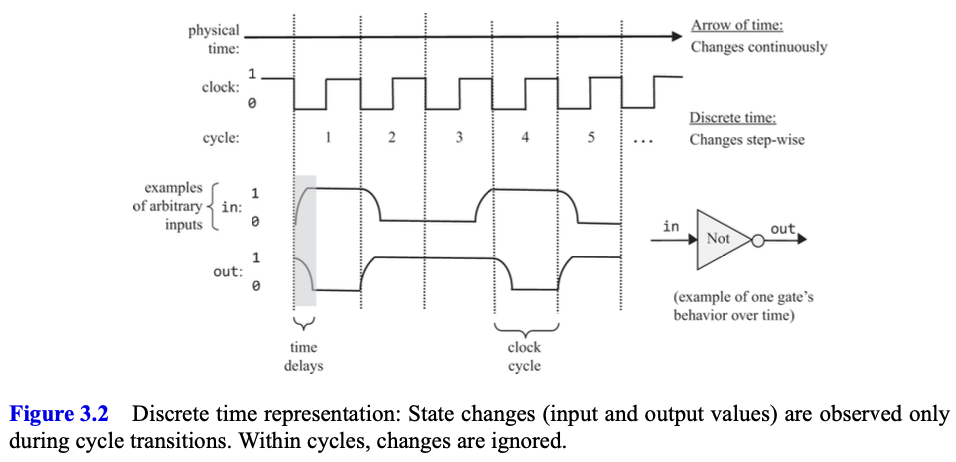 physical
time:
Arrow of time:
Changes continuously
clock:
1
0
Discrete time:
Changes step-wise
cycle:
1 2 3 4 5 ...
examples
of arbitrary
inputs
in:
1
0
out:
1
0
in
Not
out
(example of one gate's
behavior over time)
time
delays
clock
cycle
Figure 3.2 Discrete time representation: State changes (input and output values) are observed only
during cycle transitions. Within cycles, changes are ignored.